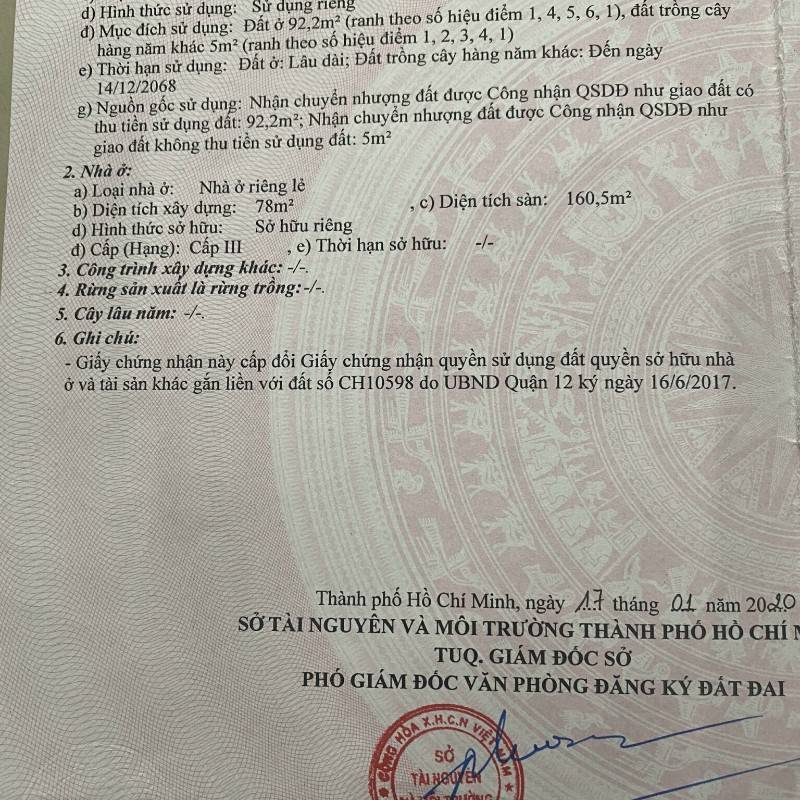 d) Hình thức sử dụng: Sử dụng riêng
đ) Mục đích sử dụng: Đất ở 92,2m² (ranh theo số hiệu điểm 1, 4, 5, 6, 1), đất trồng cây
hàng năm khác 5m² (ranh theo số hiệu điểm 1, 2, 3, 4, 1)
e) Thời hạn sử dụng: Đất ở: Lâu dài; Đất trồng cây hàng năm khác: Đến ngày
14/12/2068
g) Nguồn gốc sử dụng: Nhận chuyển nhượng đất được Công nhận QSDĐ như giao đất có
thu tiền sử dụng đất: 92,2m²; Nhận chuyển nhượng đất được Công nhận QSDĐ như
giao đất không thu tiền sử dụng đất: 5m²
2. Nhà ở:
a) Loại nhà ở: Nhà ở riêng lẻ
b) Diện tích xây dựng: 78m² , c) Diện tích sàn: 160,5m²
d) Hình thức sở hữu: Sở hữu riêng
đ) Cấp (Hạng): Cấp III , e) Thời hạn sở hữu: -/-
3. Công trình xây dựng khác: -/-.
4. Rừng sản xuất là rừng trồng: -/-.
5. Cây lâu năm: -/-.
6. Ghi chú:
- Giấy chứng nhận này cấp đổi Giấy chứng nhận quyền sử dụng đất quyền sở hữu nhà
ở và tài sản khác gắn liền với đất số CH10598 do UBND Quận 12 ký ngày 16/6/2017.
Thành phố Hồ Chí Minh, ngày 17 tháng 01 năm 2020
SỞ TÀI NGUYÊN VÀ MÔI TRƯỜNG THÀNH PHỐ HỒ CHÍ
TUQ. GIÁM ĐỐC SỞ
PHÓ GIÁM ĐỐC VĂN PHÒNG ĐĂNG KÝ ĐẤT ĐAI
CỘNG HÒA X.H.C.N VIỆT NAM
SỞ
TÀI NGUYÊN
VÀ MÔI TRƯỜNG